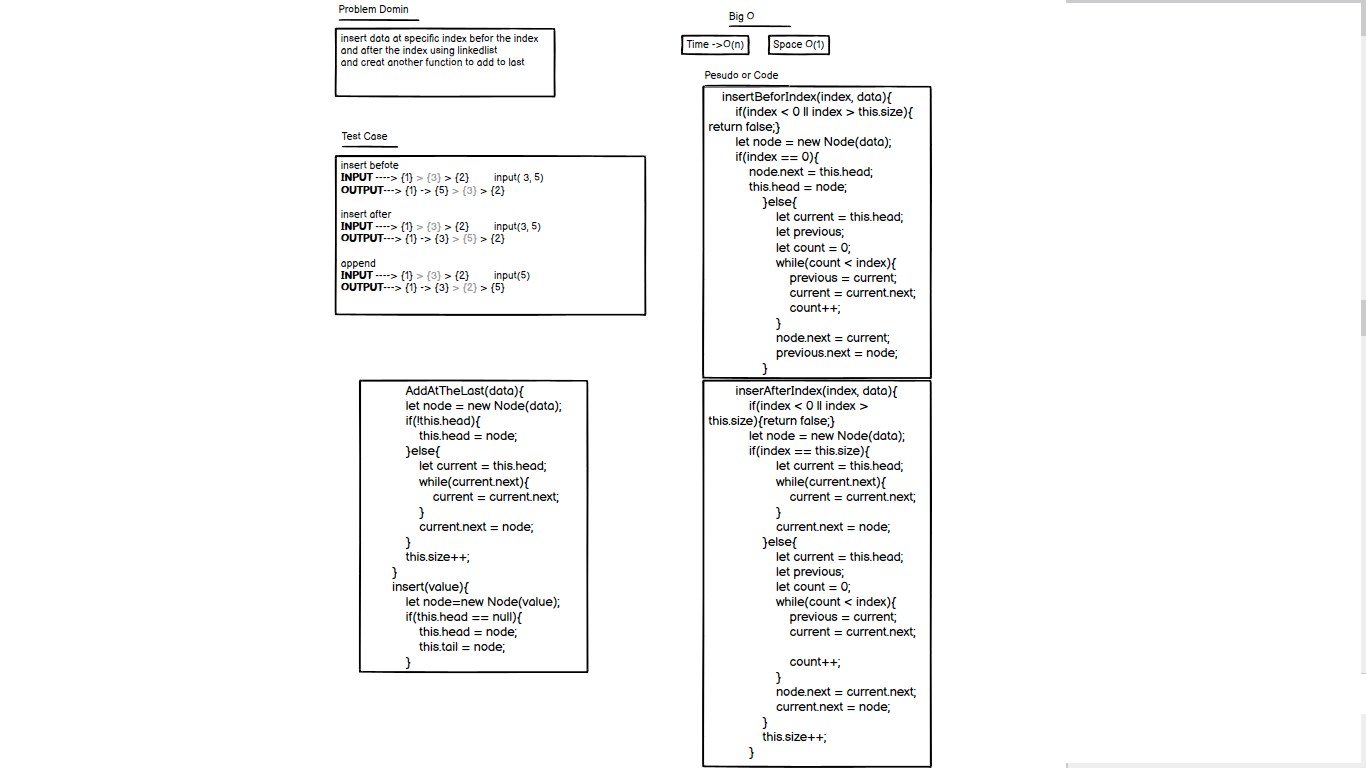 Problem Domin
insert data at specific index befor the index
and after the index using linkedlist
and creat another function to add to last
Test Case
insert befote
INPUT ----> {1} > {3} > {2} input( 3, 5)
OUTPUT---> {1} -> {5} > {3} > {2}
insert after
INPUT ----> {1} > {3} > {2} input(3, 5)
OUTPUT---> {1} -> {3} > {5} > {2}
append
INPUT ----> {1} > {3} > {2} input(5)
OUTPUT---> {1} -> {3} > {2} > {5}
AddAtTheLast(data){
let node = new Node(data);
if(!this.head){
this.head = node;
}else{
let current = this.head;
while(current.next){
current = current.next;
}
current.next = node;
}
this.size++;
}
insert(value){
let node=new Node(value);
if(this.head == null){
this.head = node;
this.tail = node;
}
Big O
Time ->O(n) Space O(1)
Pesudo or Code
insertBeforIndex(index, data){
if(index < 0 || index > this.size){
return false;}
let node = new Node(data);
if(index == 0){
node.next = this.head;
this.head = node;
}else{
let current = this.head;
let previous;
let count = 0;
while(count < index){
previous = current;
current = current.next;
count++;
}
node.next = current;
previous.next = node;
}
inserAfterIndex(index, data){
if(index < 0 || index >
this.size){return false;}
let node = new Node(data);
if(index == this.size){
let current = this.head;
while(current.next){
current = current.next;
}
current.next = node;
}else{
let current = this.head;
let previous;
let count = 0;
while(count < index){
previous = current;
current = current.next;
count++;
}
node.next = current.next;
current.next = node;
}
this.size++;
}